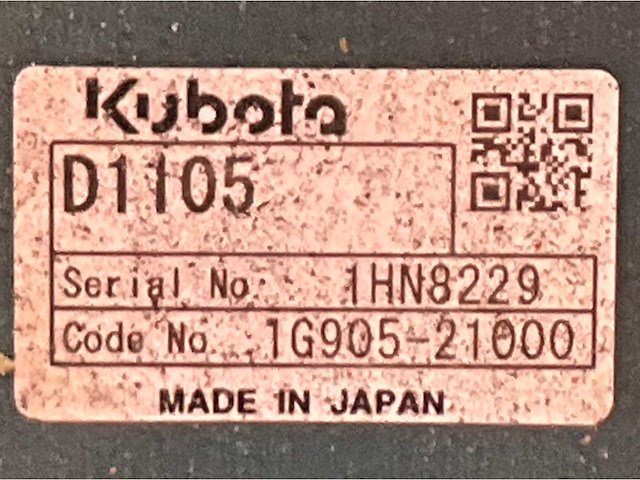 Kubota
D1105
Serial No. 1HN8229
Code No. 1G905-21000
MADE IN JAPAN